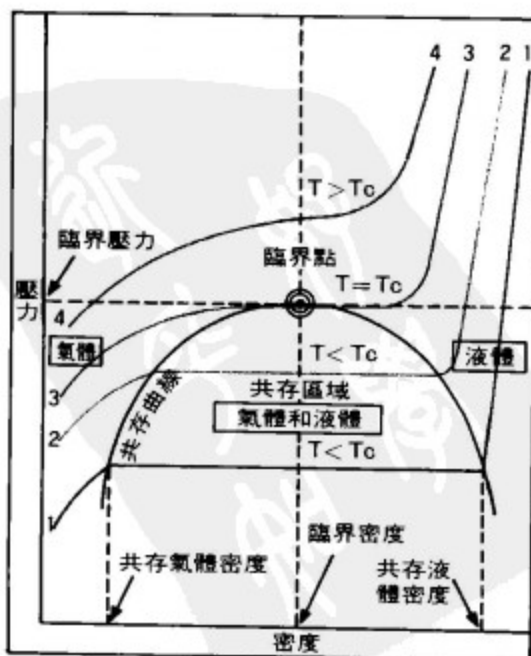 4 3 2 1
T > Tc
臨界壓力
臨界點
T = Tc
壓力
4
氣體
T < Tc
液體
3
共存區域
共存曲線
氣體和液體
2
T < Tc
1
臨界密度
共存氣體密度
共存液
體密度
密度